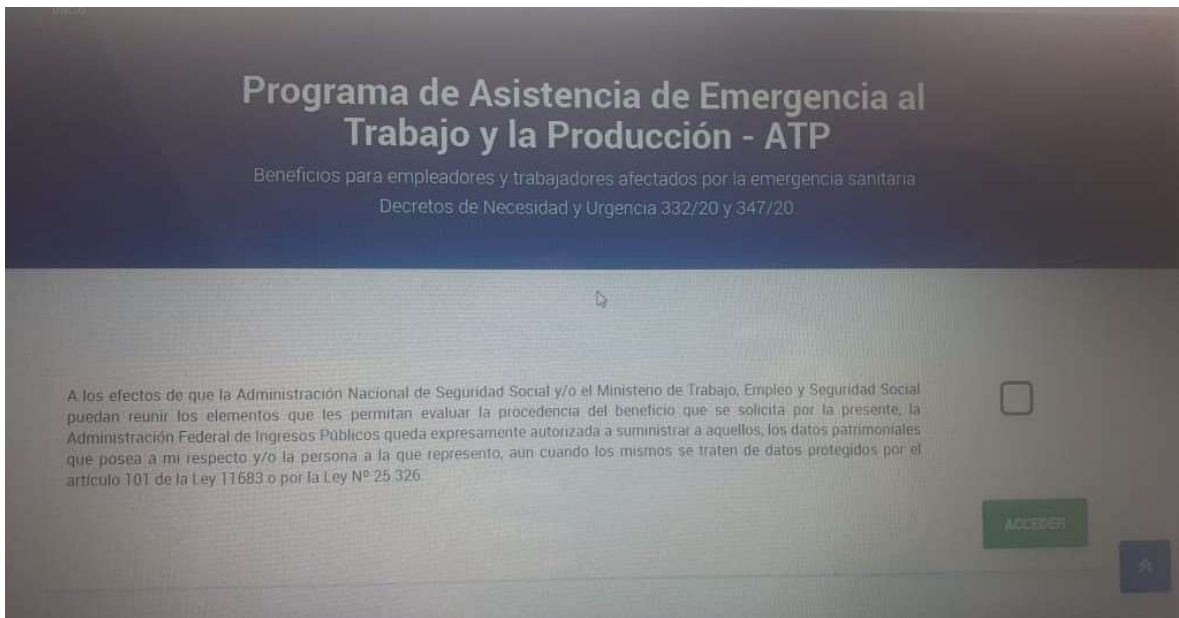 Inicio
Programa de Asistencia de Emergencia al
Trabajo y la Producción - ATP
Beneficios para empleadores y trabajadores afectados por la emergencia sanitaria
Decretos de Necesidad y Urgencia 332/20 y 347/20.
A los efectos de que la Administración Nacional de Seguridad Social y/o el Ministerio de Trabajo, Empleo y Seguridad Social
puedan reunir los elementos que les permitan evaluar la procedencia del beneficio que se solicita por la presente, la
Administración Federal de Ingresos Públicos queda expresamente autorizada a suministrar a aquellos, los datos patrimoniales
que posea a mi respecto y/o la persona a la que represento, aun cuando los mismos se traten de datos protegidos por el
artículo 101 de la Ley 11683 o por la Ley Nº 25.326.
ACCEDER